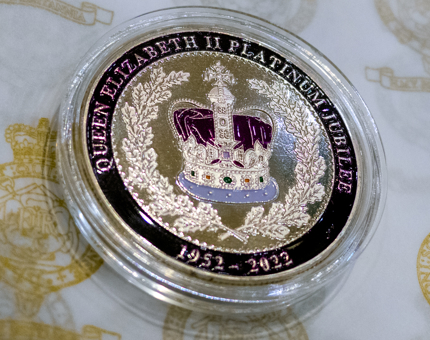 QUEEN ELIZABETH II PLATINUM JUBILEE
1952 - 2022